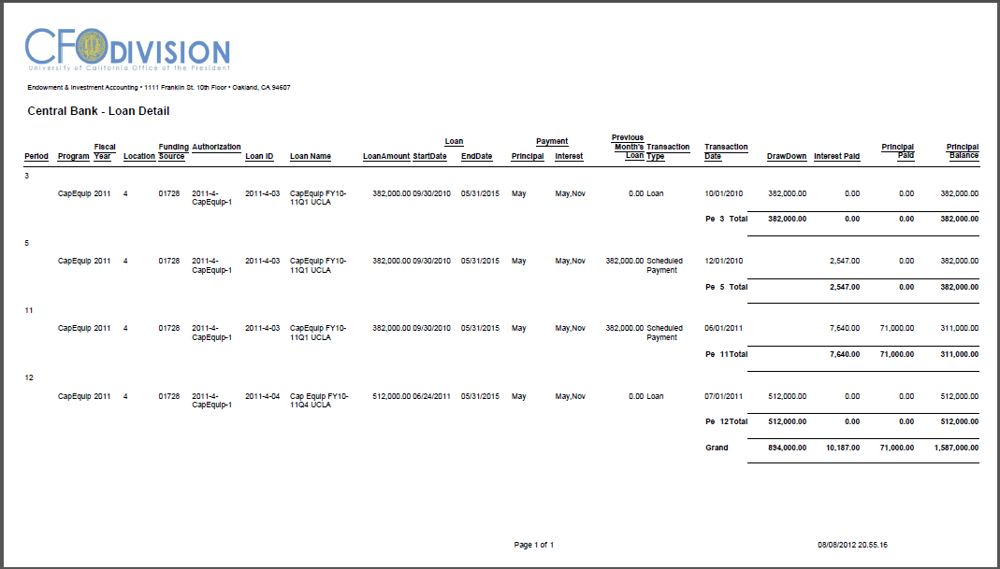 CFO DIVISION
University of California Office of the President
Endowment & Investment Accounting • 1111 Franklin St. 10th Floor • Oakland, CA 94607
Central Bank - Loan Detail
Period Program Fiscal Year Location Funding Source Authorization Loan ID Loan Name LoanAmount Loan StartDate EndDate Payment Principal Interest Previous Month's Loan Transaction Type Transaction Date DrawDown Interest Paid Principal Paid Principal Balance
3
CapEquip 2011 4 01728 2011-4- 2011-4-03 CapEquip FY10- 382,000.00 09/30/2010 05/31/2015 May May,Nov 0.00 Loan 10/01/2010 382,000.00 0.00 0.00 382,000.00
CapEquip-1 11Q1 UCLA
Pe 3 Total 382,000.00 0.00 0.00 382,000.00
5
CapEquip 2011 4 01728 2011-4- 2011-4-03 CapEquip FY10- 382,000.00 09/30/2010 05/31/2015 May May,Nov 382,000.00 Scheduled 12/01/2010 2,547.00 0.00 382,000.00
CapEquip-1 11Q1 UCLA Payment
Pe 5 Total 2,547.00 0.00 382,000.00
11
CapEquip 2011 4 01728 2011-4- 2011-4-03 CapEquip FY10- 382,000.00 09/30/2010 05/31/2015 May May,Nov 382,000.00 Scheduled 06/01/2011 7,640.00 71,000.00 311,000.00
CapEquip-1 11Q1 UCLA Payment
Pe 11Total 7,640.00 71,000.00 311,000.00
12
CapEquip 2011 4 01728 2011-4- 2011-4-04 Cap Equip FY10- 512,000.00 06/24/2011 05/31/2015 May May,Nov 0.00 Loan 07/01/2011 512,000.00 0.00 0.00 512,000.00
CapEquip-1 11Q4 UCLA
Pe 12Total 512,000.00 0.00 0.00 512,000.00
Grand 894,000.00 10,187.00 71,000.00 1,587,000.00
Page 1 of 1 08/08/2012 20.55.16